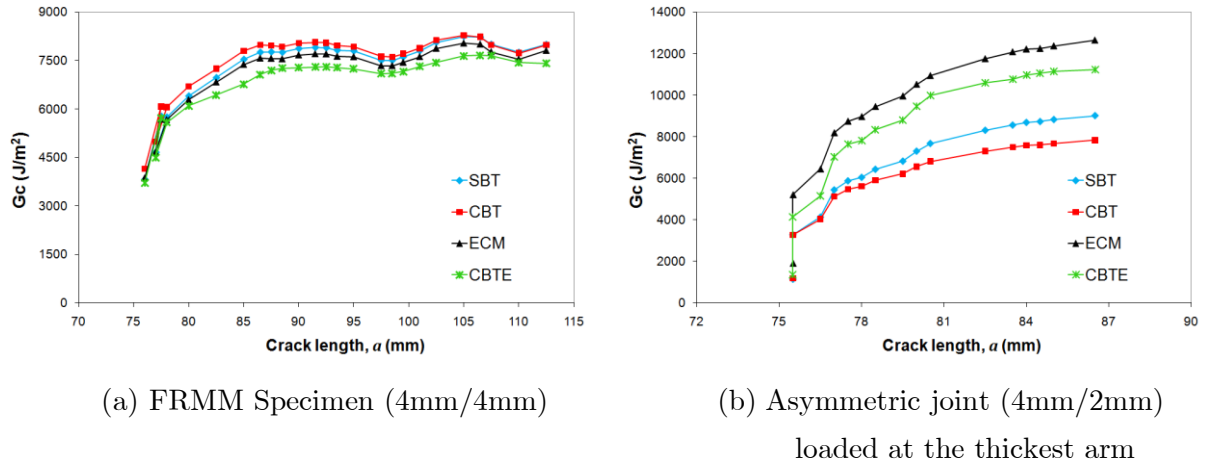 9000
7500
6000
4500
3000
1500
0
Gc (J/m²)
70 75 80 85 90 95 100 105 110 115
Crack length, a (mm)
SBT
CBT
ECM
CBTE
14000
12000
10000
8000
6000
4000
2000
0
Gc (J/m²)
72 75 78 81 84 87 90
Crack length, a (mm)
SBT
CBT
ECM
CBTE
(a) FRMM Specimen (4mm/4mm)
(b) Asymmetric joint (4mm/2mm)
loaded at the thickest arm